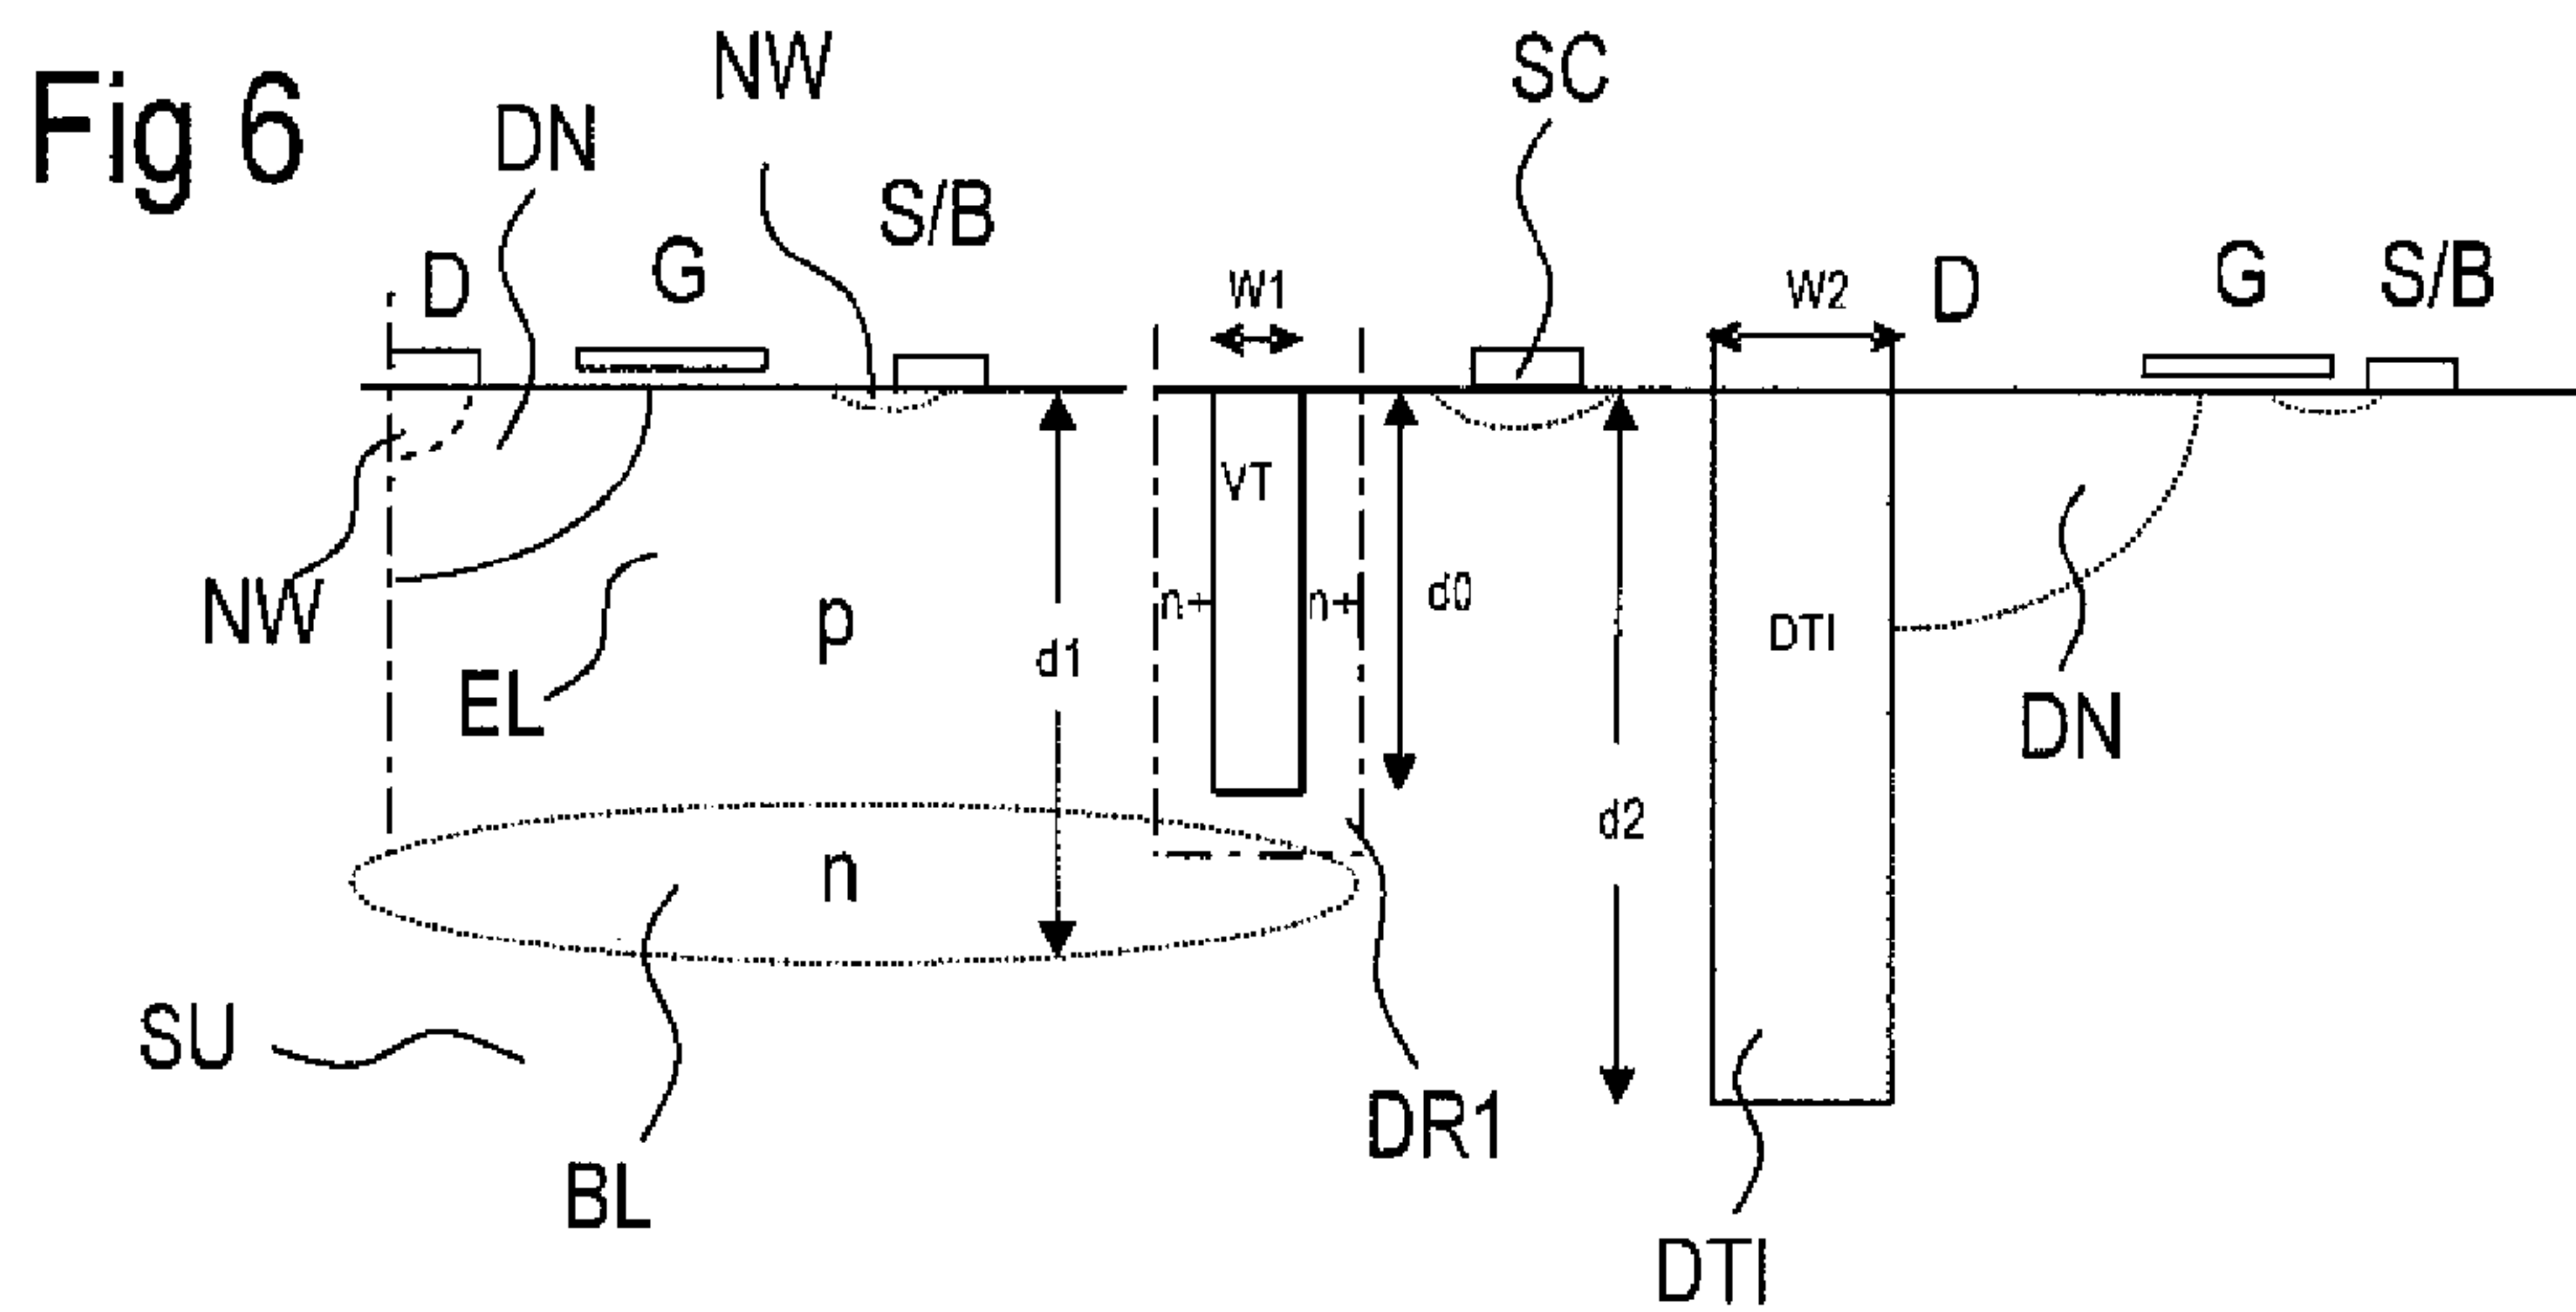 Fig 6
NW
SC
DN
S/B
D
G
W1
W2
D
G
S/B
VT
n+
n+
d0
NW
p
d1
DTI
EL
DN
d2
n
SU
DR1
BL
DTI